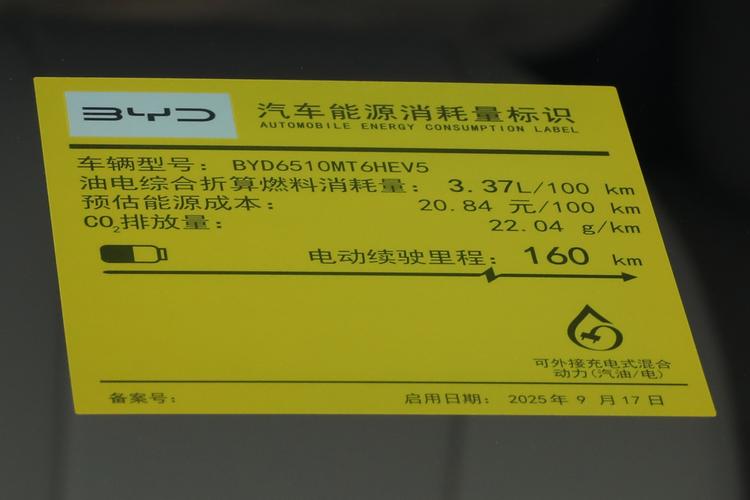 BYD 汽车能源消耗量标识
AUTOMOBILE ENERGY CONSUMPTION LABEL
车辆型号： BYD6510MT6HEV5
油电综合折算燃料消耗量： 3.37L/100 km
预估能源成本： 20.84 元/100 km
CO₂排放量： 22.04 g/km
电动续驶里程： 160 km
可外接充电式混合
动力(汽油/电)
备案号： 启用日期： 2025年 9 月 17 日